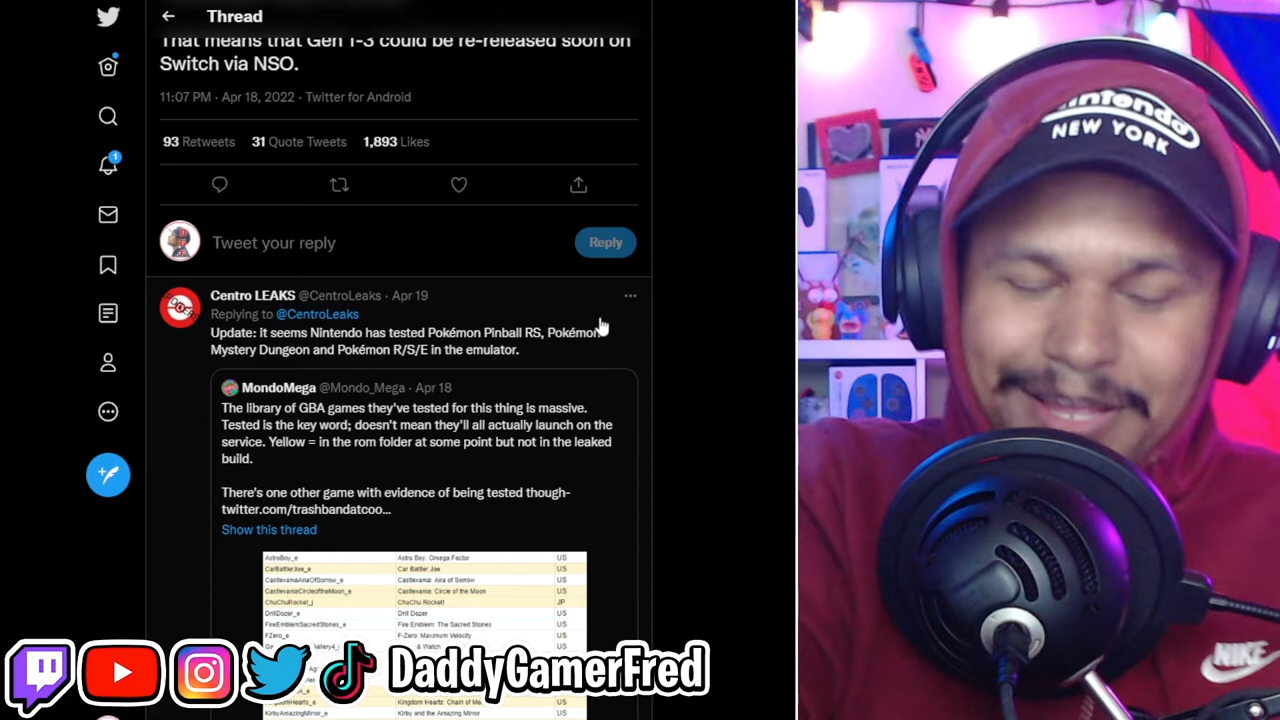 Thread
That means that Gen 1-3 could be re-released soon on
Switch via NSO.
11:07 PM · Apr 18, 2022 · Twitter for Android
93 Retweets 31 Quote Tweets 1,893 Likes
Tweet your reply
Reply
1
Centro LEAKS @CentroLeaks · Apr 19
Replying to @CentroLeaks
Update: it seems Nintendo has tested Pokémon Pinball RS, Pokémon
Mystery Dungeon and Pokémon R/S/E in the emulator.
MondoMega @Mondo_Mega · Apr 18
The library of GBA games they've tested for this thing is massive.
Tested is the key word; doesn't mean they'll all actually launch on the
service. Yellow = in the rom folder at some point but not in the leaked
build.
There's one other game with evidence of being tested though-
twitter.com/trashbandatcoo...
Show this thread
AstroBoy_e Astro Boy: Omega Factor US
CarBattlerJoe_e Car Battler Joe US
CastlevaniaAriaOfSorrow_e Castlevania: Aria of Sorrow US
CastlevaniaCircleoftheMoon_e Castlevania: Circle of the Moon US
ChuChuRocket_j ChuChu Rocket! JP
DrillDozer_e Drill Dozer US
FireEmblemSacredStones_e Fire Emblem: The Sacred Stones US
FZero_e F-Zero: Maximum Velocity US
& Watch US
Kingdom Hearts: Chain of Me US
KirbyAmazingMirror_e Kirby and the Amazing Mirror US
DaddyGamerFred
Nintendo
NEW YORK
NIKE